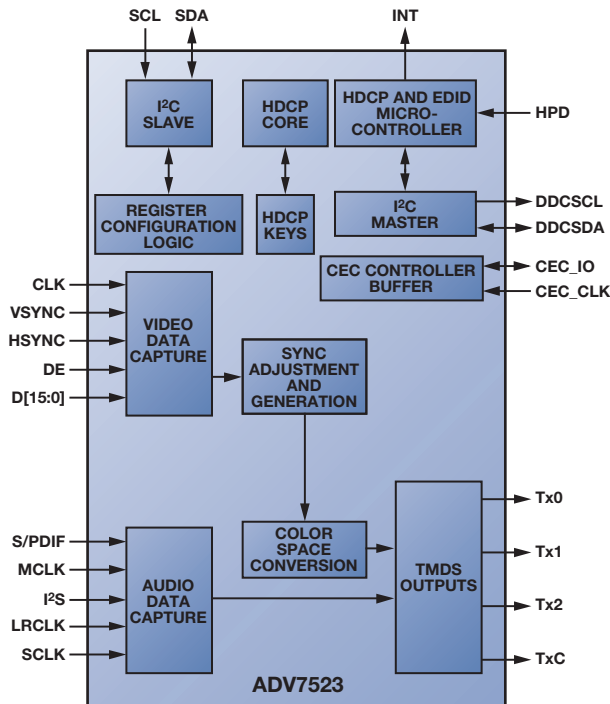 SCL SDA INT
I²C
SLAVE
HDCP
CORE
HDCP AND EDID
MICRO-
CONTROLLER
HPD
REGISTER
CONFIGURATION
LOGIC
HDCP
KEYS
I²C
MASTER
DDCSCL
DDCSDA
CEC CONTROLLER
BUFFER
CEC_IO
CEC_CLK
CLK
VSYNC
HSYNC
DE
D[15:0]
VIDEO
DATA
CAPTURE
SYNC
ADJUSTMENT
AND
GENERATION
S/PDIF
MCLK
I²S
LRCLK
SCLK
AUDIO
DATA
CAPTURE
COLOR
SPACE
CONVERSION
TMDS
OUTPUTS
Tx0
Tx1
Tx2
TxC
ADV7523